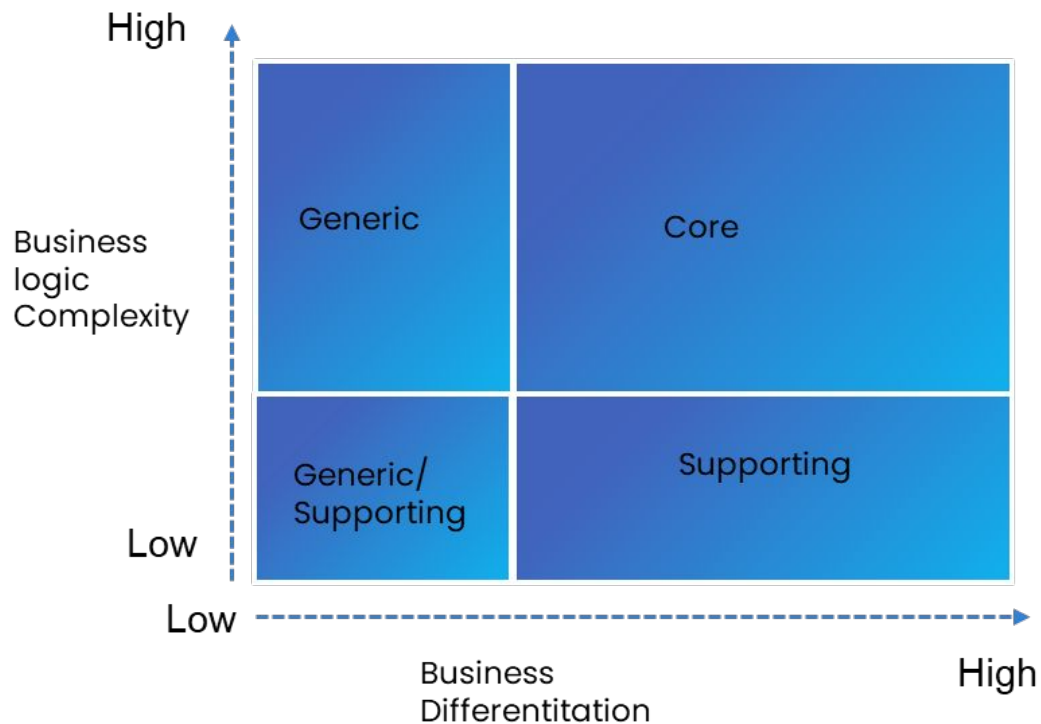 High
Generic
Core
Business
logic
Complexity
Generic/
Supporting
Supporting
Low
Low
High
Business
Differentitation